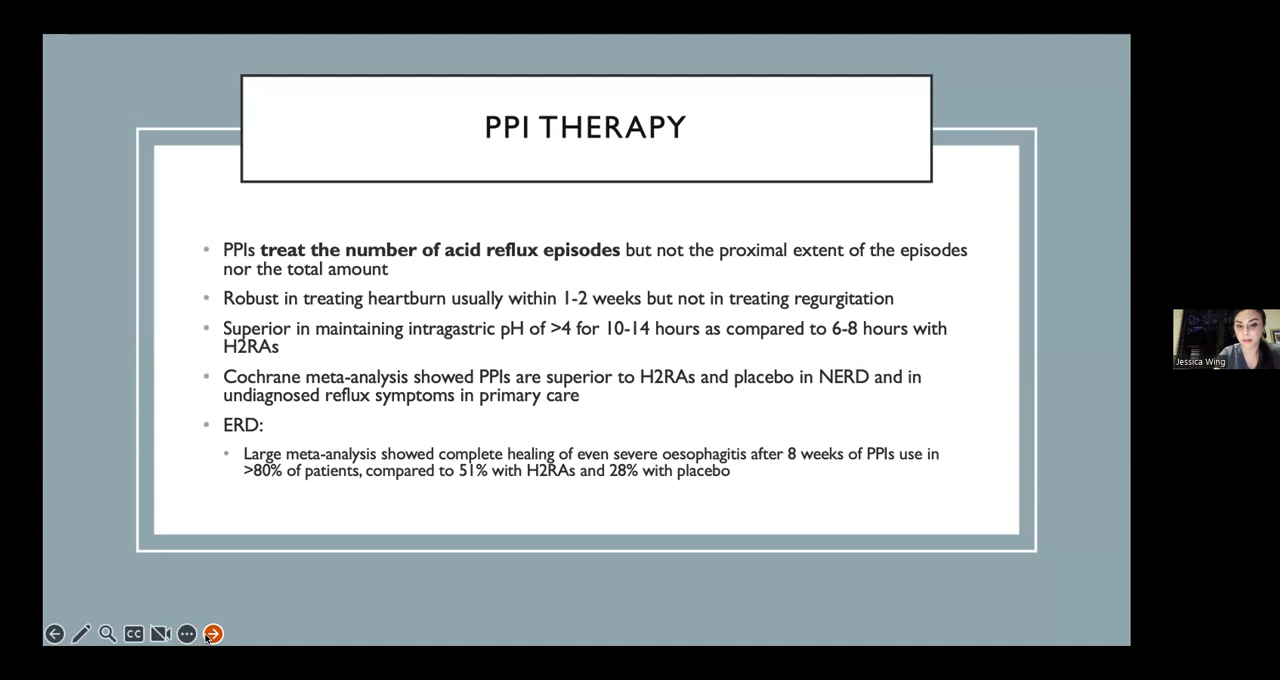 PPI THERAPY
• PPIs treat the number of acid reflux episodes but not the proximal extent of the episodes
nor the total amount
• Robust in treating heartburn usually within 1-2 weeks but not in treating regurgitation
• Superior in maintaining intragastric pH of >4 for 10-14 hours as compared to 6-8 hours with
H2RAs
• Cochrane meta-analysis showed PPIs are superior to H2RAs and placebo in NERD and in
undiagnosed reflux symptoms in primary care
• ERD:
• Large meta-analysis showed complete healing of even severe oesophagitis after 8 weeks of PPIs use in
>80% of patients, compared to 51% with H2RAs and 28% with placebo
Jessica Wing
CC